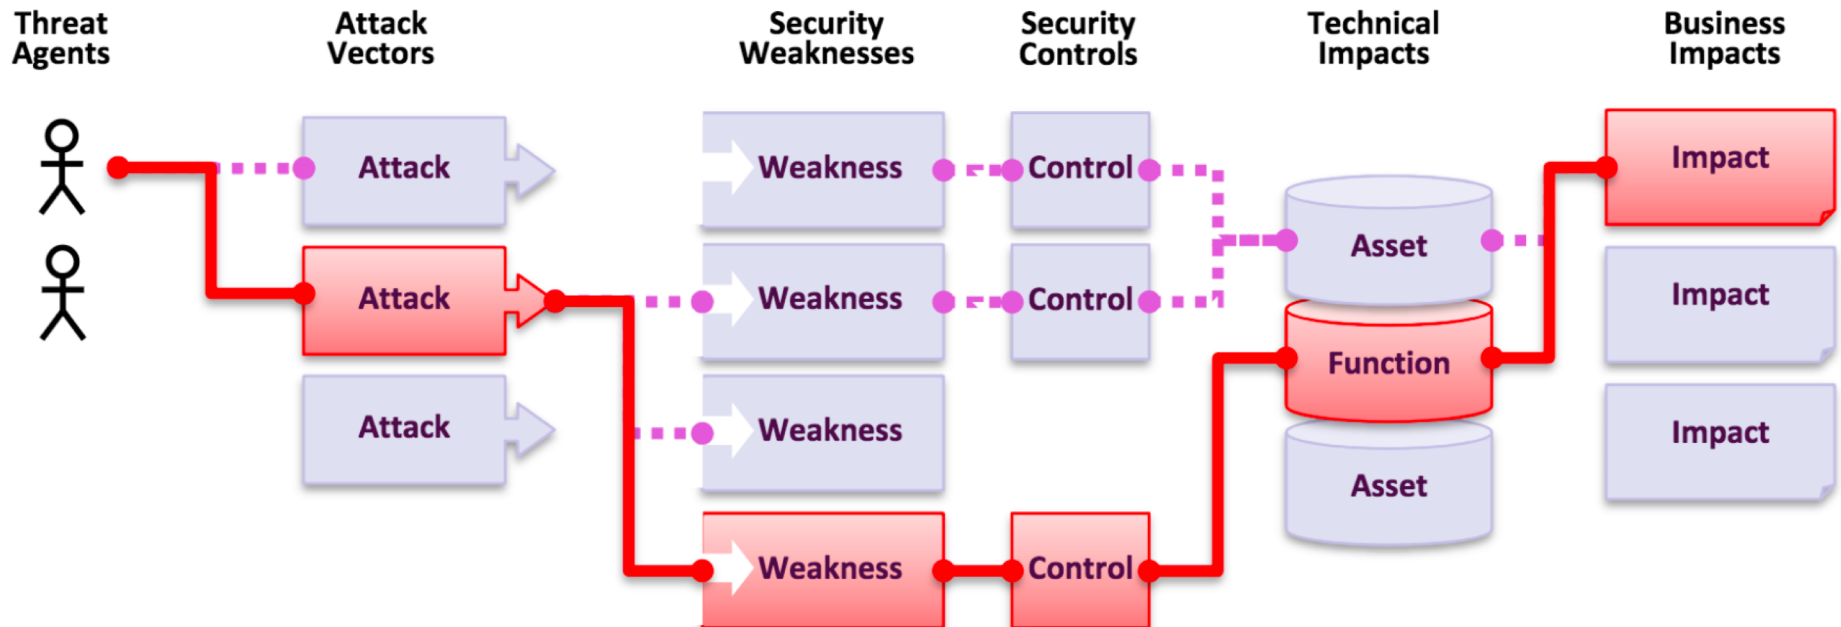 Threat
Agents
Attack
Vectors
Security
Weaknesses
Security
Controls
Technical
Impacts
Business
Impacts
Attack
Weakness
Control
Impact
Asset
Attack
Weakness
Control
Impact
Function
Attack
Weakness
Impact
Asset
Weakness
Control